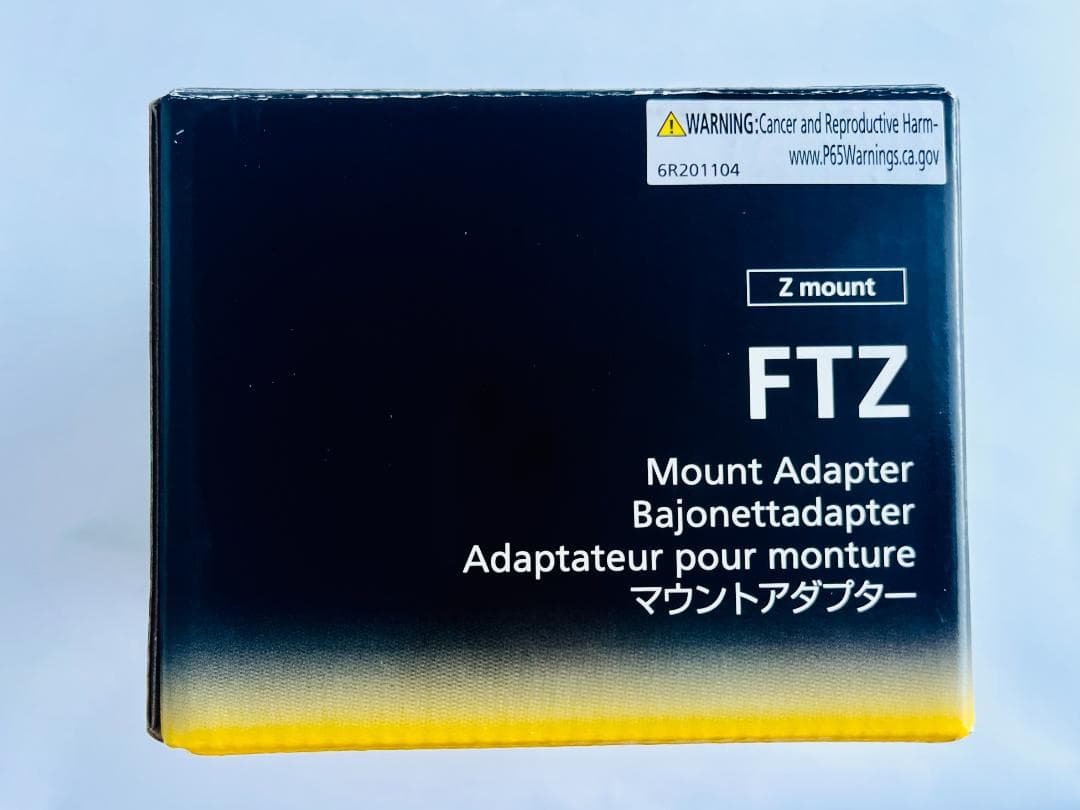 WARNING:Cancer and Reproductive Harm-
www.P65Warnings.ca.gov
6R201104
Z mount
FTZ
Mount Adapter
Bajonettadapter
Adaptateur pour monture
マウントアダプター